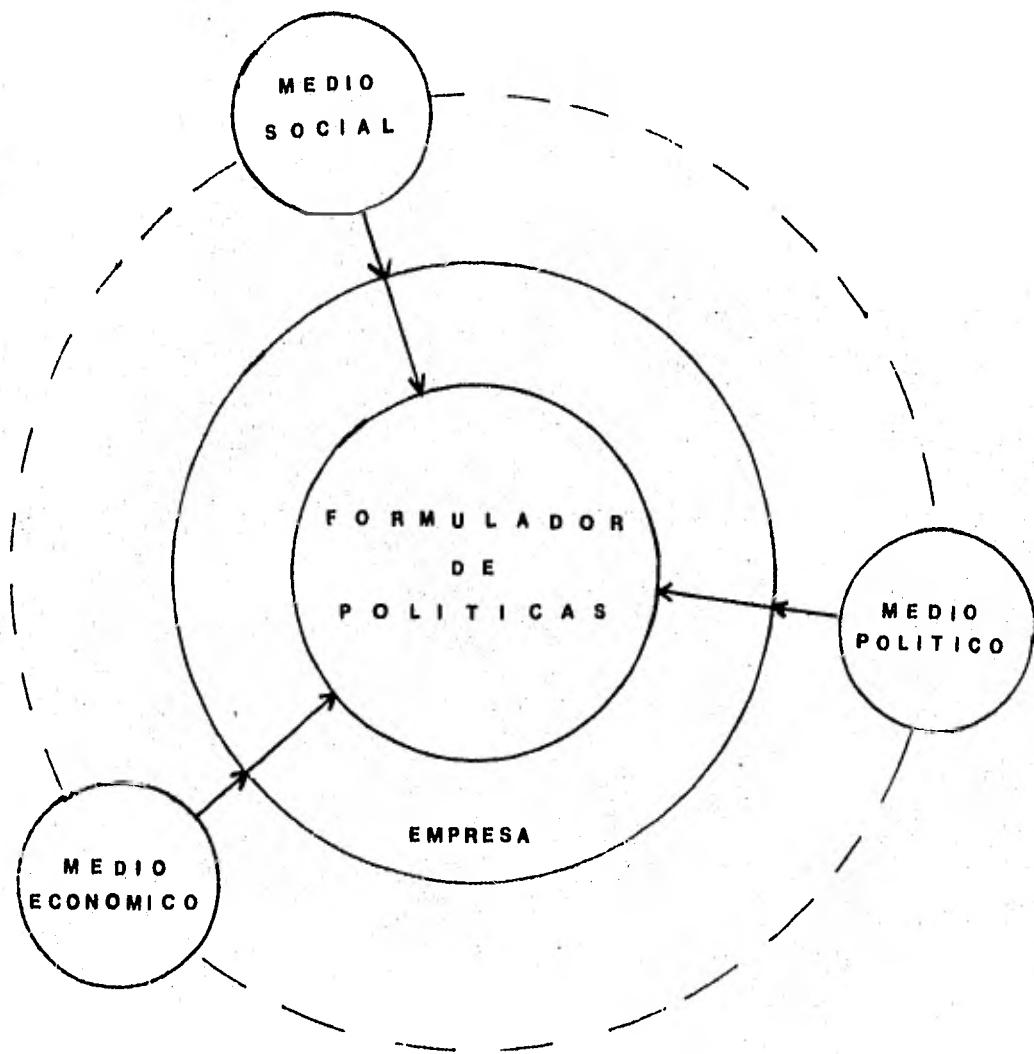 MEDIO
SOCIAL
FORMULADOR
DE
POLITICAS
MEDIO
POLITICO
EMPRESA
MEDIO
ECONOMICO